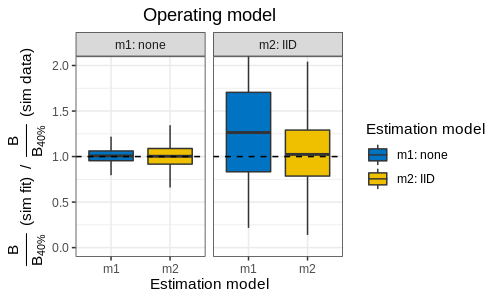 Operating model
m1: none
m2: IID
B/B40% (sim fit) / B/B40% (sim data)
2.0
1.5
1.0
0.5
0.0
m1 m2 m1 m2
Estimation model
Estimation model
m1: none
m2: IID